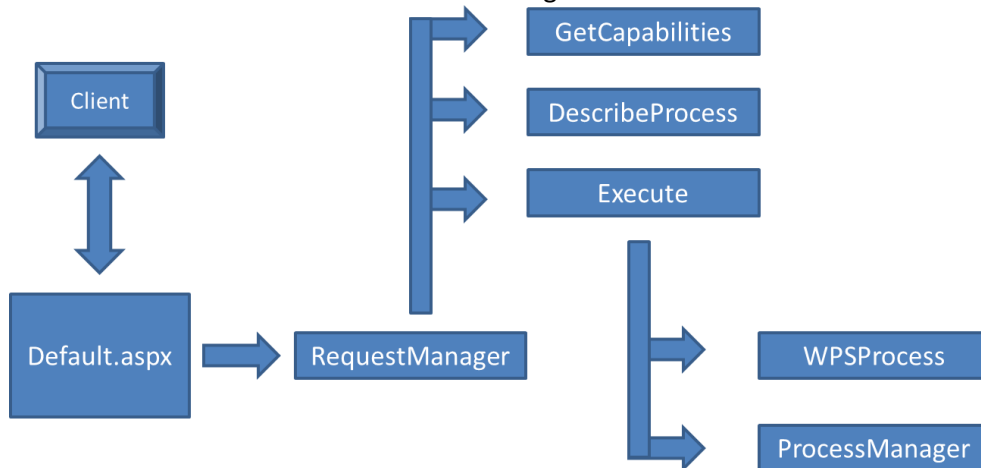 GetCapabilities
Client
DescribeProcess
Execute
Default.aspx
RequestManager
WPSProcess
ProcessManager